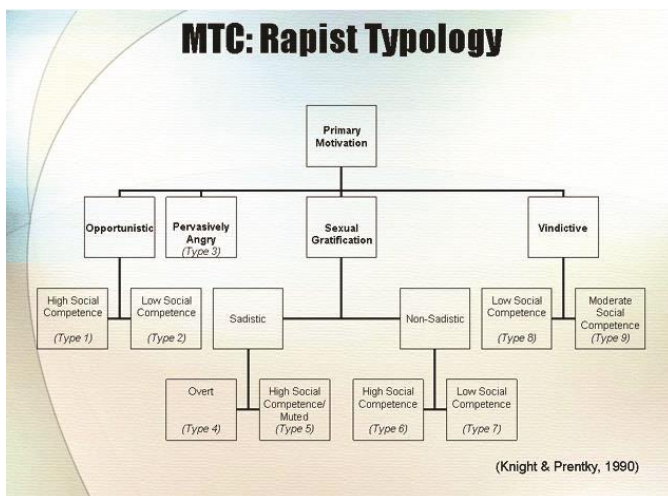 MTC: Rapist Typology
Primary
Motivation
Opportunistic
Pervasively
Angry
(Type 3)
Sexual
Gratification
Vindictive
High Social
Competence
(Type 1)
Low Social
Competence
(Type 2)
Sadistic
Non-Sadistic
Low Social
Competence
(Type 8)
Moderate
Social
Competence
(Type 9)
Overt
(Type 4)
High Social
Competence/
Muted
(Type 5)
High Social
Competence
(Type 6)
Low Social
Competence
(Type 7)
(Knight & Prentky, 1990)